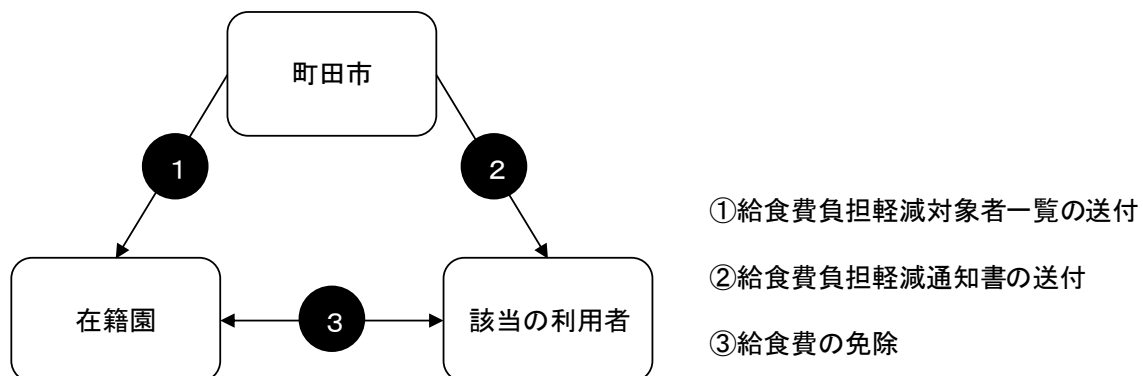 町田市
1
2
①給食費負担軽減対象者一覧の送付
②給食費負担軽減通知書の送付
在籍園
3
該当の利用者
③給食費の免除